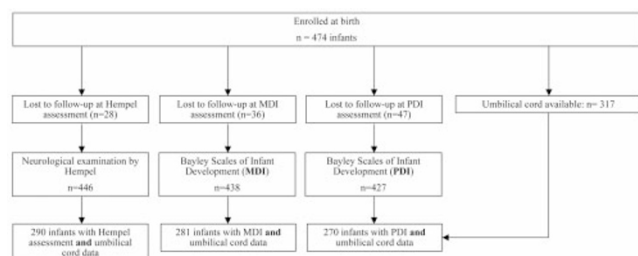 Enrolled at birth
n = 474 infants
Lost to follow-up at Hempel
assessment (n=28)
Lost to follow-up at MDI
assessment (n=36)
Lost to follow-up at PDI
assessment (n=47)
Umbilical cord available: n= 317
Neurological examination by
Hempel
n=446
Bayley Scales of Infant
Development (MDI)
n=438
Bayley Scales of Infant
Development (PDI)
n=427
290 infants with Hempel
assessment and umbilical
cord data
281 infants with MDI and
umbilical cord data
270 infants with PDI and
umbilical cord data